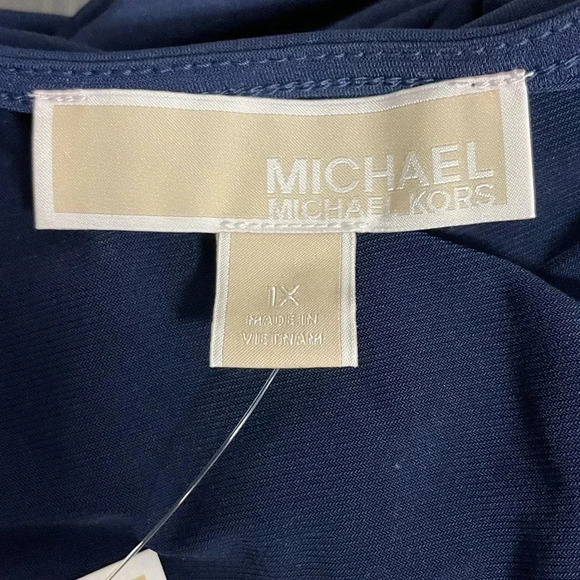 MICHAEL
MICHAEL KORS
1X
MADE IN
VIETNAM